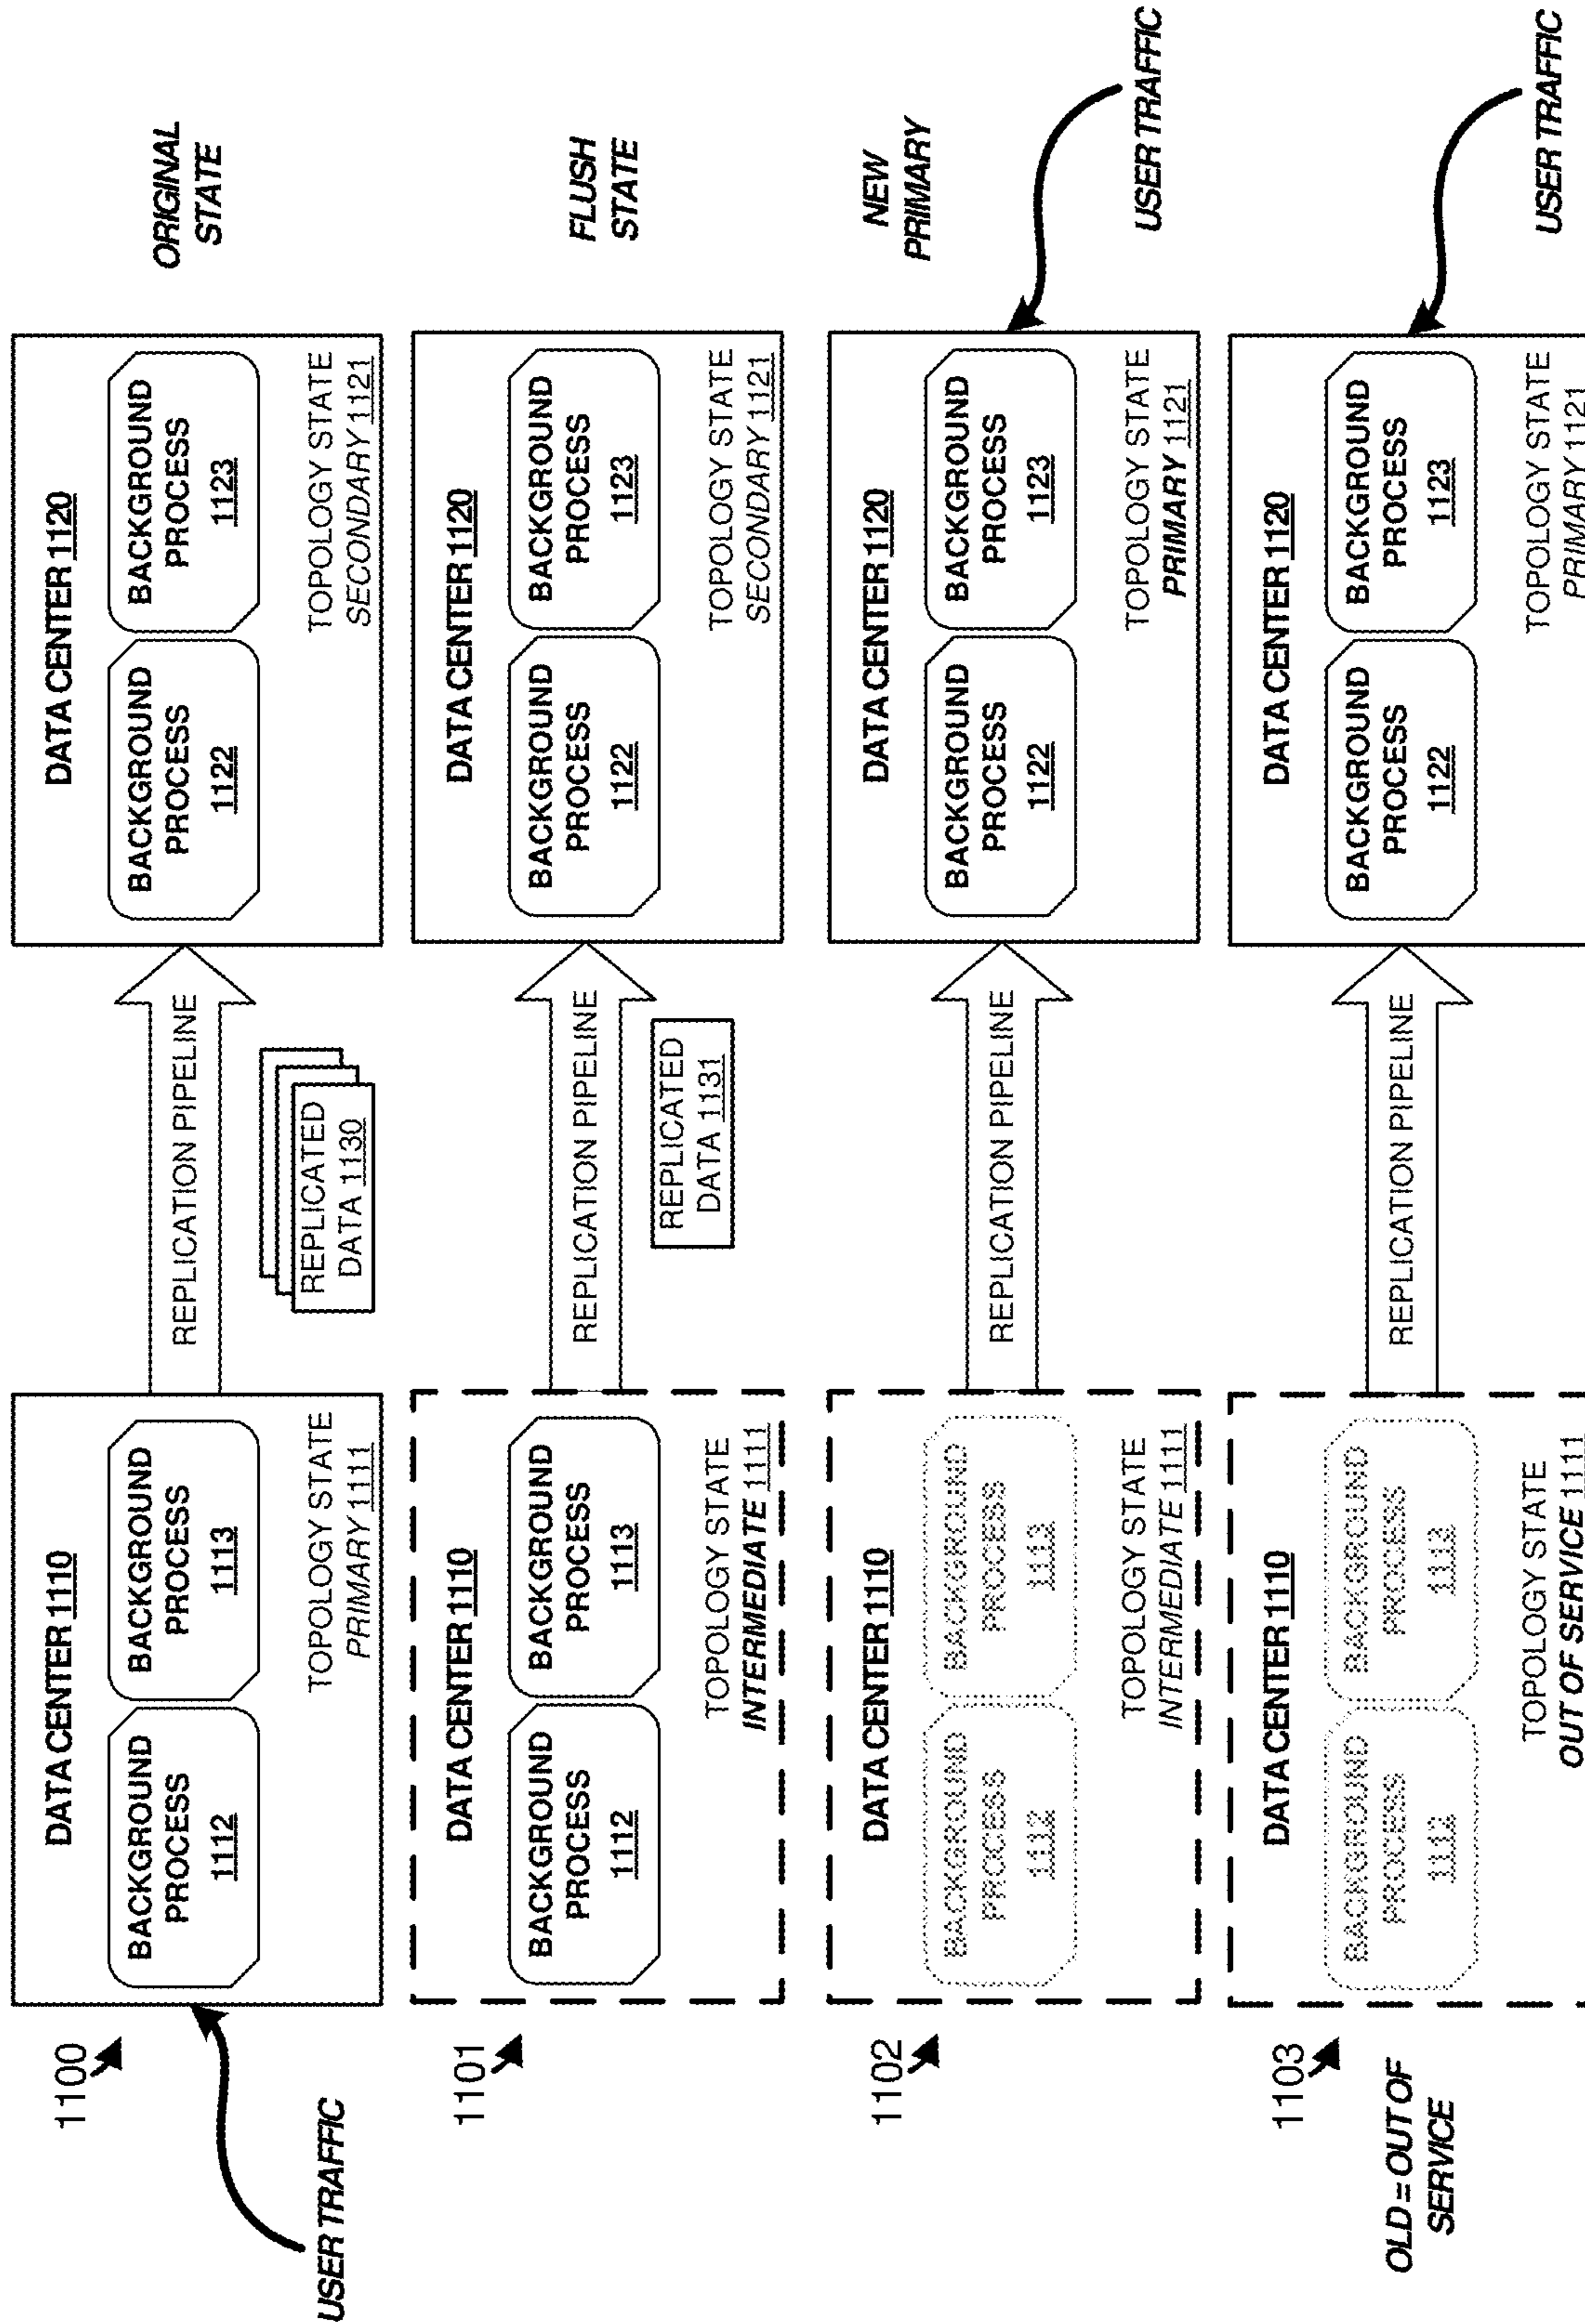 1100
USER TRAFFIC
DATA CENTER 1110
BACKGROUND
PROCESS
1112
BACKGROUND
PROCESS
1113
TOPOLOGY STATE
PRIMARY 1111
REPLICATION PIPELINE
REPLICATED
DATA 1130
DATA CENTER 1120
BACKGROUND
PROCESS
1122
BACKGROUND
PROCESS
1123
TOPOLOGY STATE
SECONDARY 1121
ORIGINAL
STATE
1101
DATA CENTER 1110
BACKGROUND
PROCESS
1112
BACKGROUND
PROCESS
1113
TOPOLOGY STATE
INTERMEDIATE 1111
REPLICATION PIPELINE
REPLICATED
DATA 1131
DATA CENTER 1120
BACKGROUND
PROCESS
1122
BACKGROUND
PROCESS
1123
TOPOLOGY STATE
SECONDARY 1121
FLUSH
STATE
1102
DATA CENTER 1110
BACKGROUND
PROCESS
1112
BACKGROUND
PROCESS
1113
TOPOLOGY STATE
INTERMEDIATE 1111
REPLICATION PIPELINE
DATA CENTER 1120
BACKGROUND
PROCESS
1122
BACKGROUND
PROCESS
1123
TOPOLOGY STATE
PRIMARY 1121
NEW
PRIMARY
USER TRAFFIC
1103
OLD = OUT OF
SERVICE
DATA CENTER 1110
BACKGROUND
PROCESS
1112
BACKGROUND
PROCESS
1113
TOPOLOGY STATE
OUT OF SERVICE 1111
REPLICATION PIPELINE
DATA CENTER 1120
BACKGROUND
PROCESS
1122
BACKGROUND
PROCESS
1123
TOPOLOGY STATE
PRIMARY 1121
USER TRAFFIC